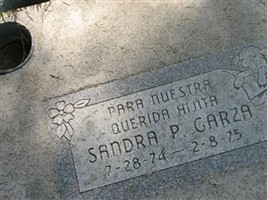 PARA NUESTRA
QUERIDA HIJITA
SANDRA P. GARZA
7-28-74 - 2-8-75